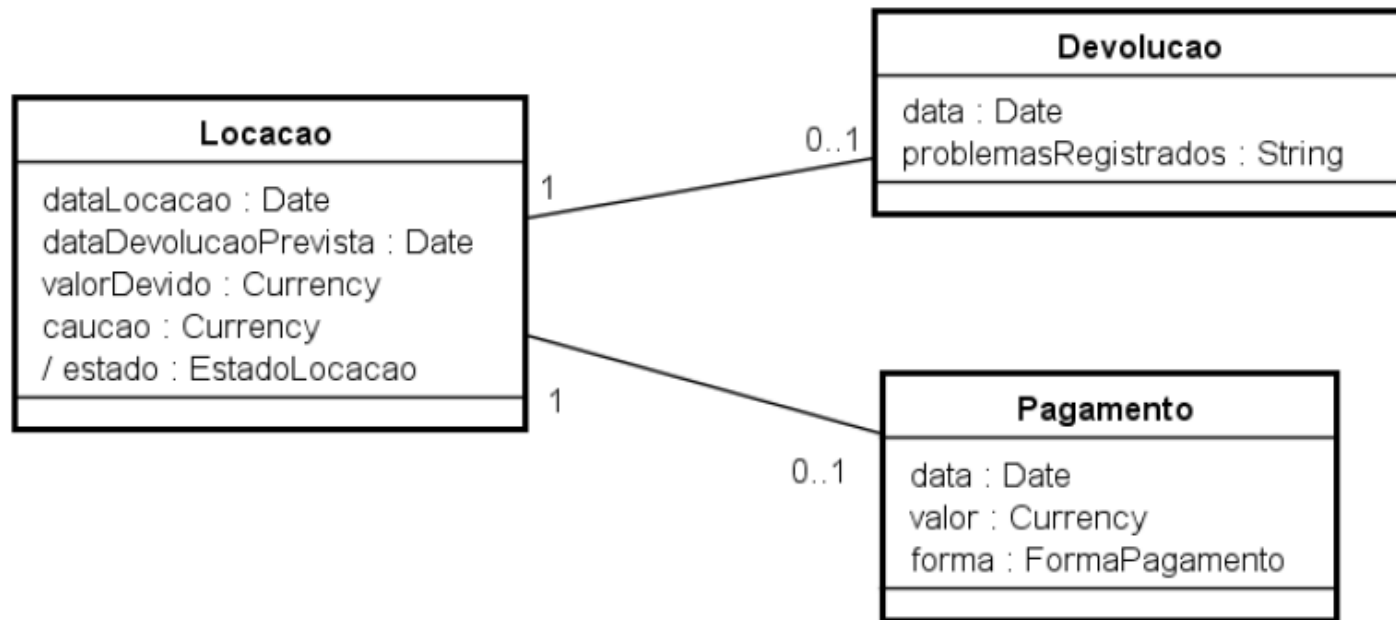 Locacao
dataLocacao : Date
dataDevolucaoPrevista : Date
valorDevido : Currency
caucao : Currency
/ estado : EstadoLocacao
1
0..1
Devolucao
data : Date
problemasRegistrados : String
1
0..1
Pagamento
data : Date
valor : Currency
forma : FormaPagamento